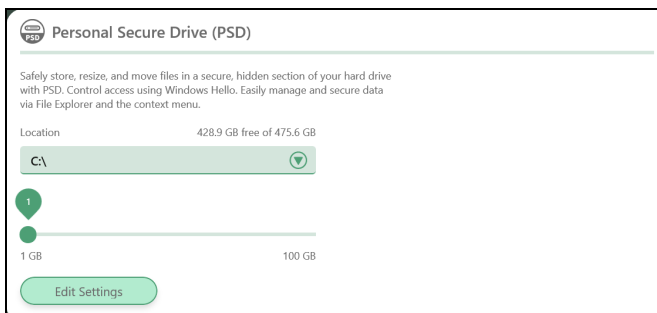 PSD
Personal Secure Drive (PSD)
Safely store, resize, and move files in a secure, hidden section of your hard drive
with PSD. Control access using Windows Hello. Easily manage and secure data
via File Explorer and the context menu.
Location 428.9 GB free of 475.6 GB
C:\
1
1 GB 100 GB
Edit Settings